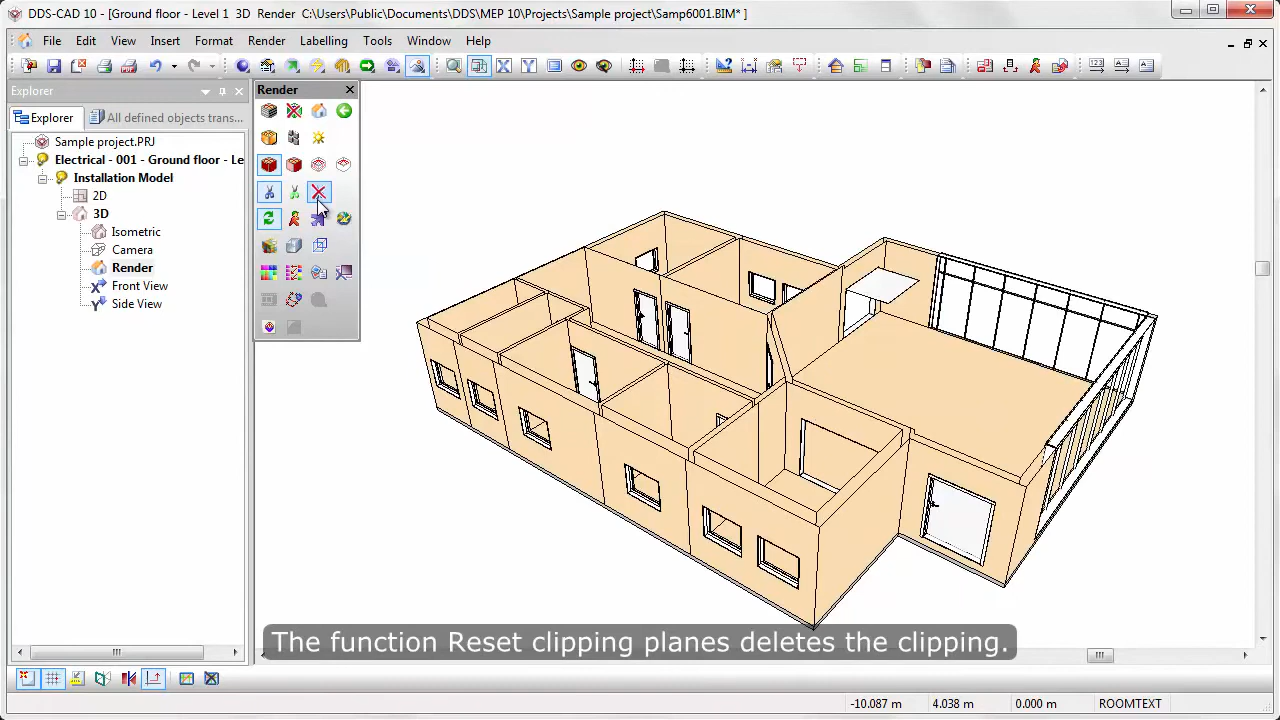 DDS-CAD 10 - [Ground floor - Level 1  3D  Render   C:\Users\Public\Documents\DDS\MEP 10\Projects\Sample project\Samp6001.BIM* ]
File Edit View Insert Format Render Labelling Tools Window Help
Explorer
Explorer
All defined objects trans...
Sample project.PRJ
Electrical - 001 - Ground floor - Le
Installation Model
2D
3D
Isometric
Camera
Render
Front View
Side View
Render
The function Reset clipping planes deletes the clipping.
-10.087 m 4.038 m 0.000 m ROOMTEXT